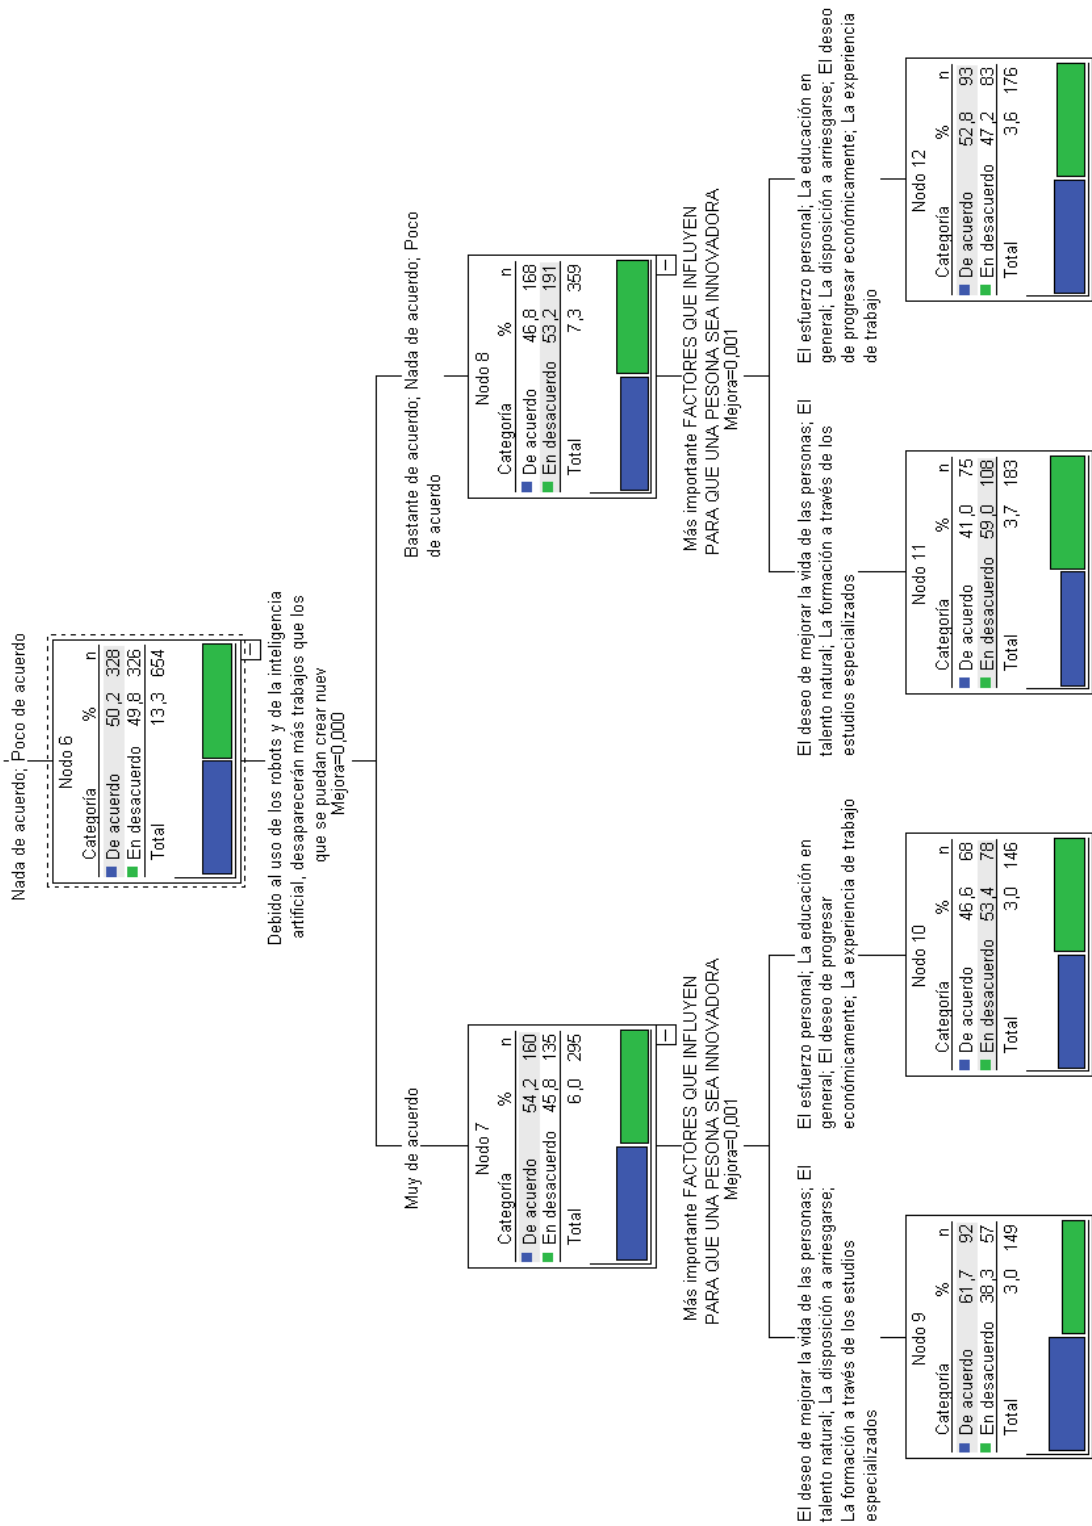 Nada de acuerdo; Poco de acuerdo
Nodo 6
Categoría % n
De acuerdo 50,2 328
En desacuerdo 49,8 326
Total 13,3 654
Debido al uso de los robots y de la inteligencia
artificial, desaparecerán más trabajos que los
que se puedan crear nuev
Mejora=0,000
Muy de acuerdo
Bastante de acuerdo; Nada de acuerdo; Poco
de acuerdo
Nodo 7
Categoría % n
De acuerdo 54,2 160
En desacuerdo 45,8 135
Total 6,0 295
Nodo 8
Categoría % n
De acuerdo 46,8 168
En desacuerdo 53,2 191
Total 7,3 359
Más importante FACTORES QUE INFLUYEN
PARA QUE UNA PESONA SEA INNOVADORA
Mejora=0,001
Más importante FACTORES QUE INFLUYEN
PARA QUE UNA PESONA SEA INNOVADORA
Mejora=0,001
El deseo de mejorar la vida de las personas; El
talento natural; La disposición a arriesgarse;
La formación a través de los estudios
especializados
El esfuerzo personal; La educación en
general; El deseo de progresar
económicamente; La experiencia de trabajo
El deseo de mejorar la vida de las personas; El
talento natural; La formación a través de los
estudios especializados
El esfuerzo personal; La educación en
general; La disposición a arriesgarse; El deseo
de progresar económicamente; La experiencia
de trabajo
Nodo 9
Categoría % n
De acuerdo 61,7 92
En desacuerdo 38,3 57
Total 3,0 149
Nodo 10
Categoría % n
De acuerdo 46,6 68
En desacuerdo 53,4 78
Total 3,0 146
Nodo 11
Categoría % n
De acuerdo 41,0 75
En desacuerdo 59,0 108
Total 3,7 183
Nodo 12
Categoría % n
De acuerdo 52,8 93
En desacuerdo 47,2 83
Total 3,6 176